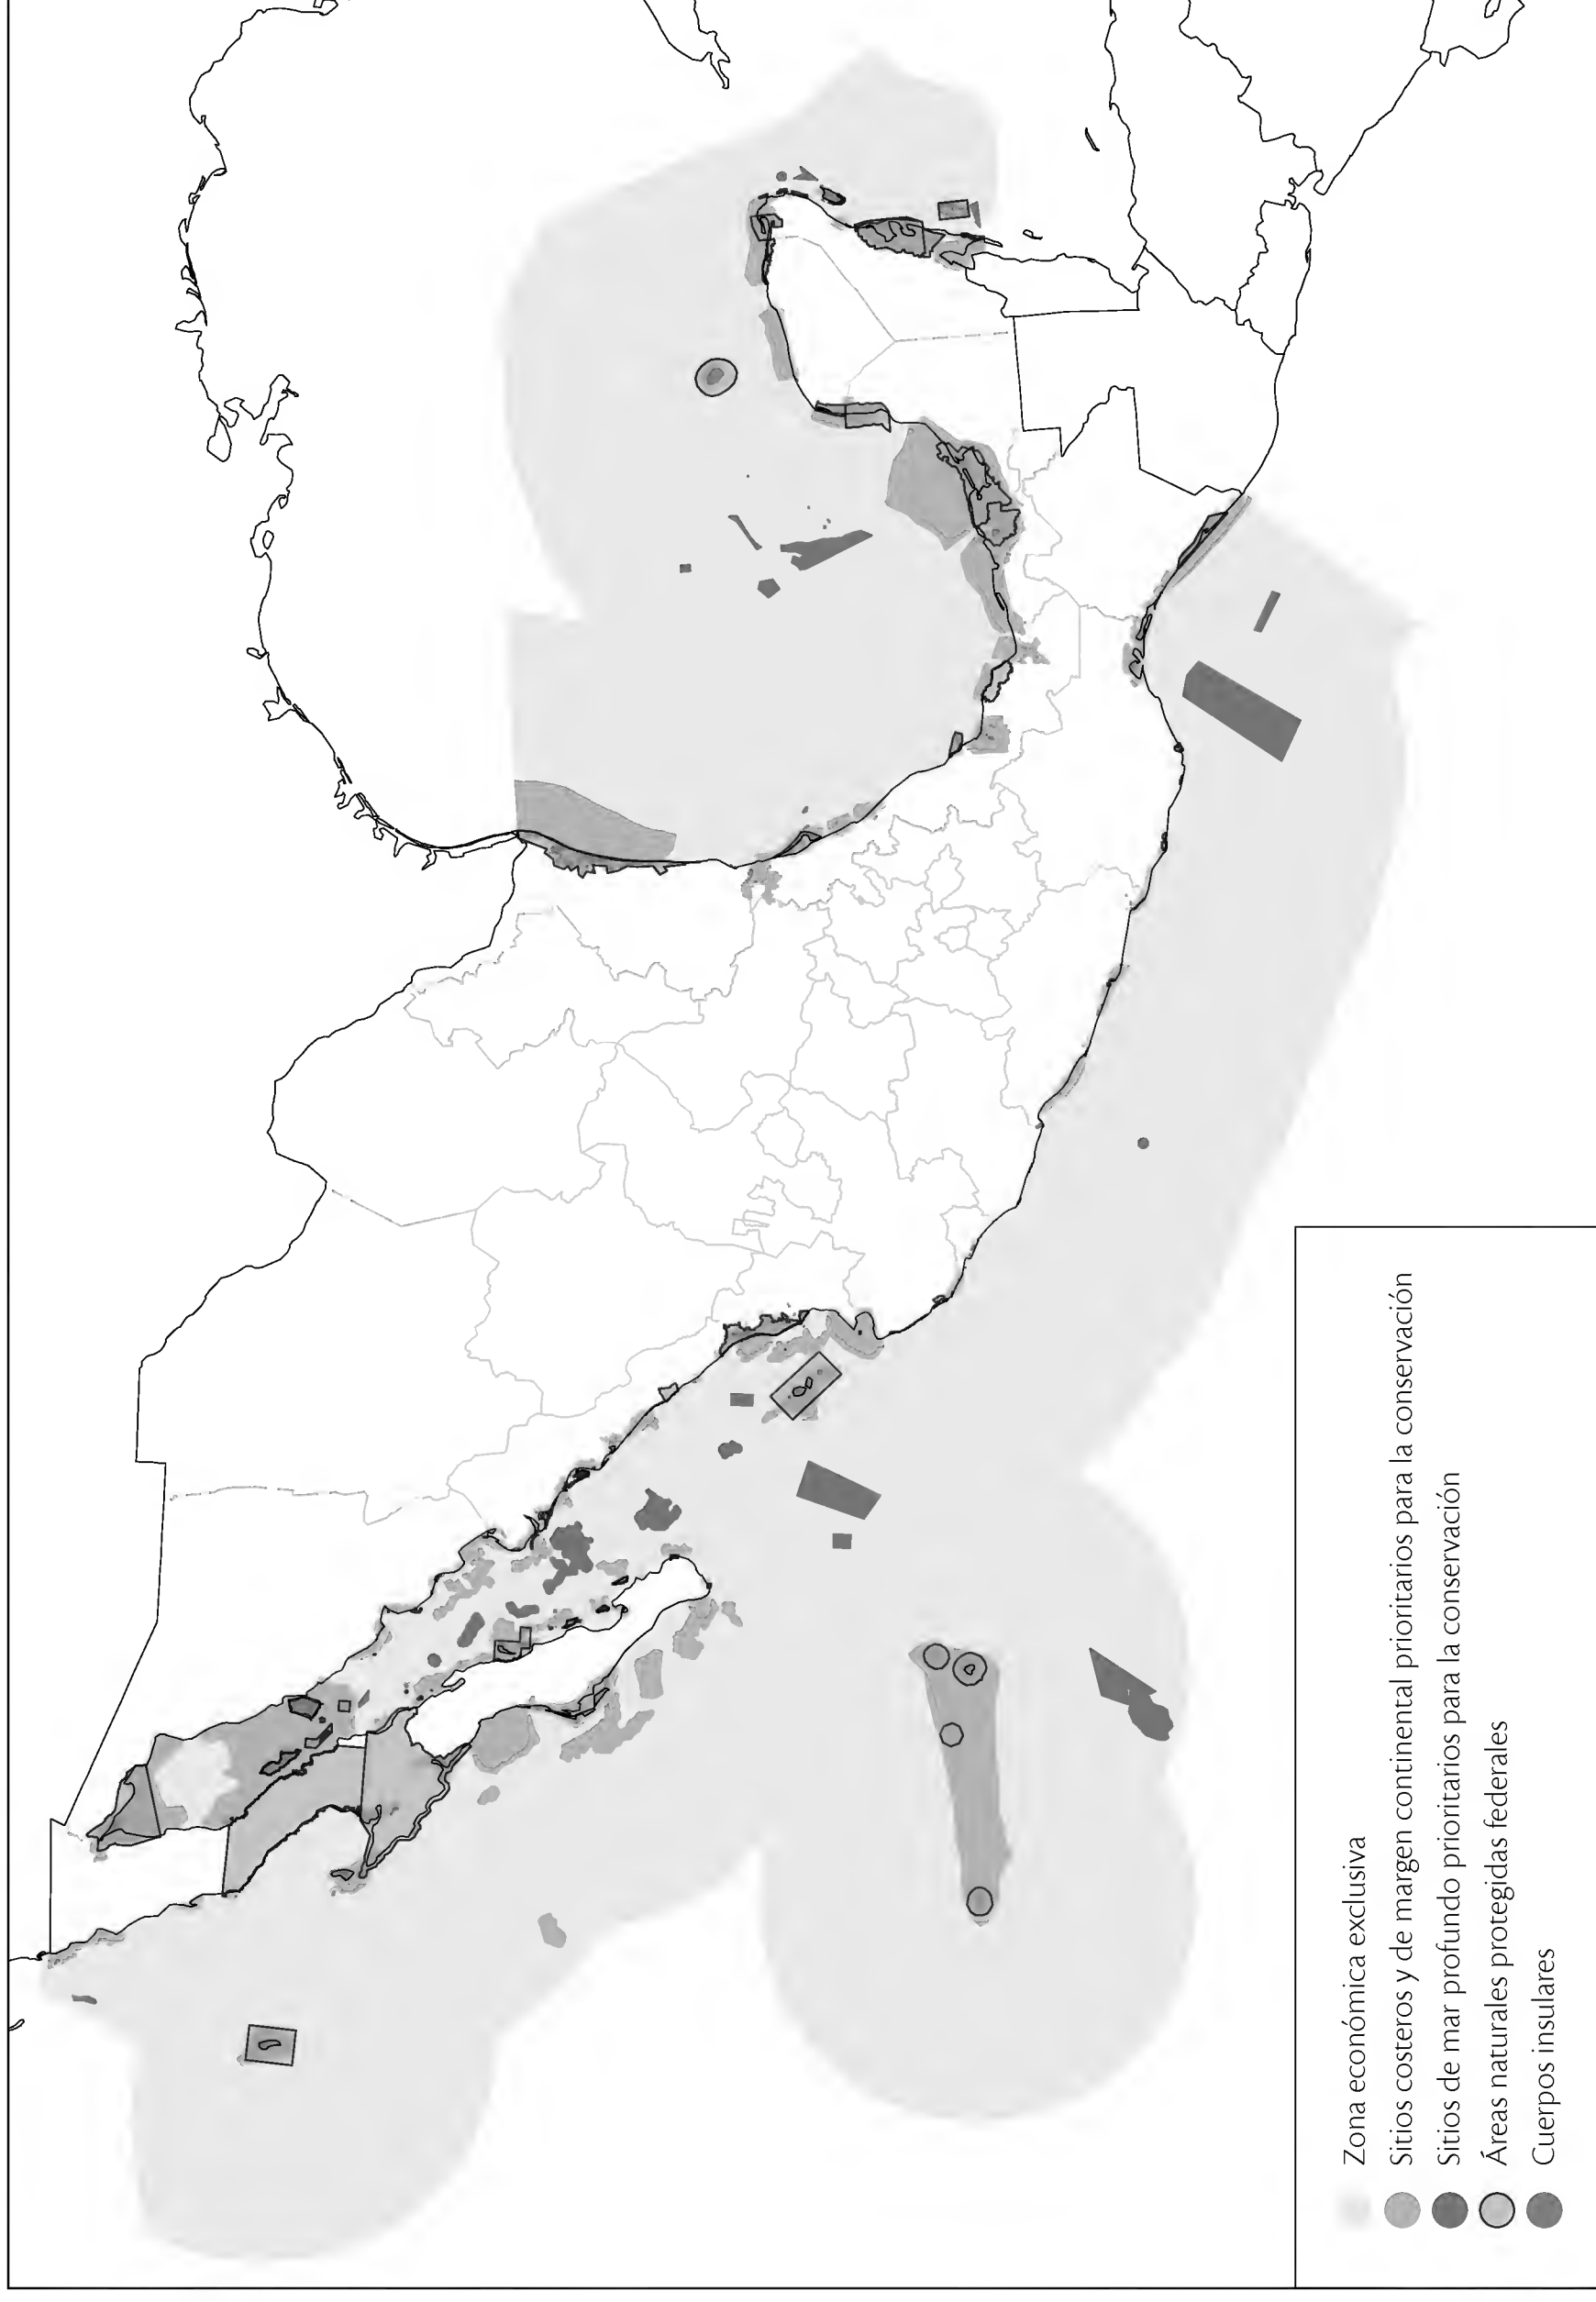 Zona económica exclusiva
Sitios costeros y de margen continental prioritarios para la conservación
Sitios de mar profundo prioritarios para la conservación
Áreas naturales protegidas federales
Cuerpos insulares